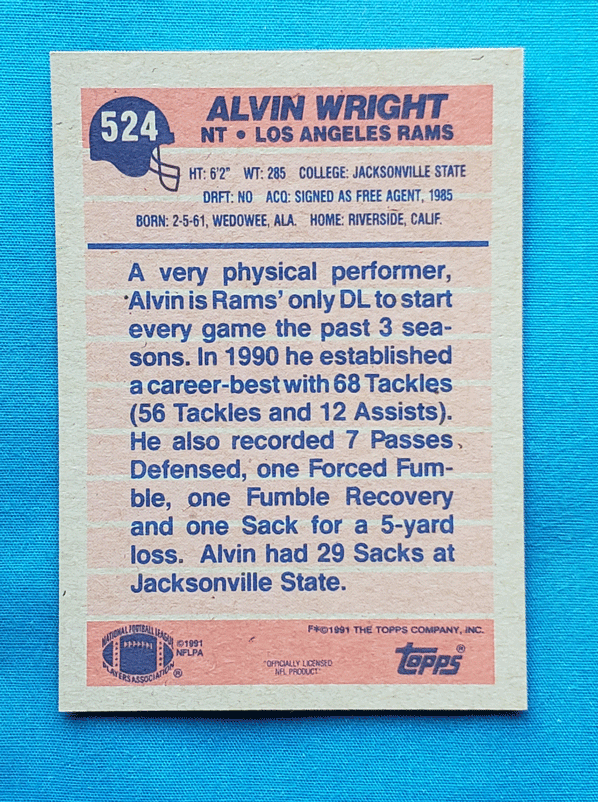 524
ALVIN WRIGHT
NT • LOS ANGELES RAMS
HT: 6'2" WT: 285 COLLEGE: JACKSONVILLE STATE
DRFT: NO ACQ: SIGNED AS FREE AGENT, 1985
BORN: 2-5-61, WEDOWEE, ALA. HOME: RIVERSIDE, CALIF.
A very physical performer,
Alvin is Rams' only DL to start
every game the past 3 sea-
sons. In 1990 he established
a career-best with 68 Tackles
(56 Tackles and 12 Assists).
He also recorded 7 Passes
Defensed, one Forced Fum-
ble, one Fumble Recovery
and one Sack for a 5-yard
loss. Alvin had 29 Sacks at
Jacksonville State.
NATIONAL FOOTBALL LEAGUE
PLAYERS ASSOCIATION ®
©1991
NFLPA
"OFFICIALLY LICENSED
NFL PRODUCT"
F*©1991 THE TOPPS COMPANY, INC.
topps®